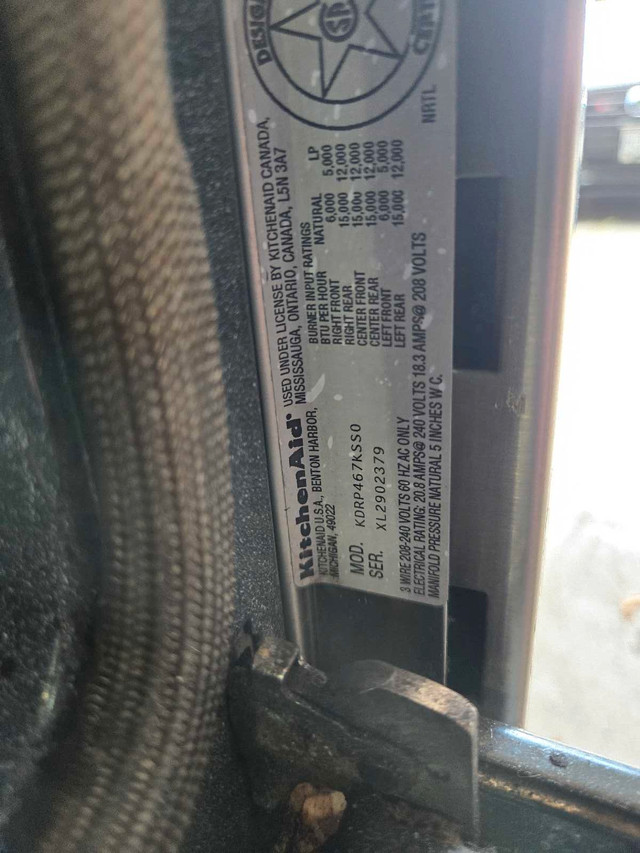 DESIGN
CERTI
NRTL
KitchenAid®
USED UNDER LICENSE BY KITCHENAID CANADA,
KITCHENAID U.S.A., BENTON HARBOR,
MISSISSAUGA, ONTARIO, CANADA, L5N 3A7
MICHIGAN, 49022
BURNER INPUT RATINGS
BTU PER HOUR NATURAL LP
RIGHT FRONT 6,000 5,000
RIGHT REAR 15,000 12,000
CENTER FRONT 15,000 12,000
CENTER REAR 15,000 12,000
LEFT FRONT 6,000 5,000
LEFT REAR 15,000 12,000
MOD. KDRP467KSS0
SER. XL2902379
3 WIRE 208-240 VOLTS 60 HZ AC ONLY
ELECTRICAL RATING: 20.8 AMPS@ 240 VOLTS 18.3 AMPS@ 208 VOLTS
MANIFOLD PRESSURE NATURAL 5 INCHES W C.